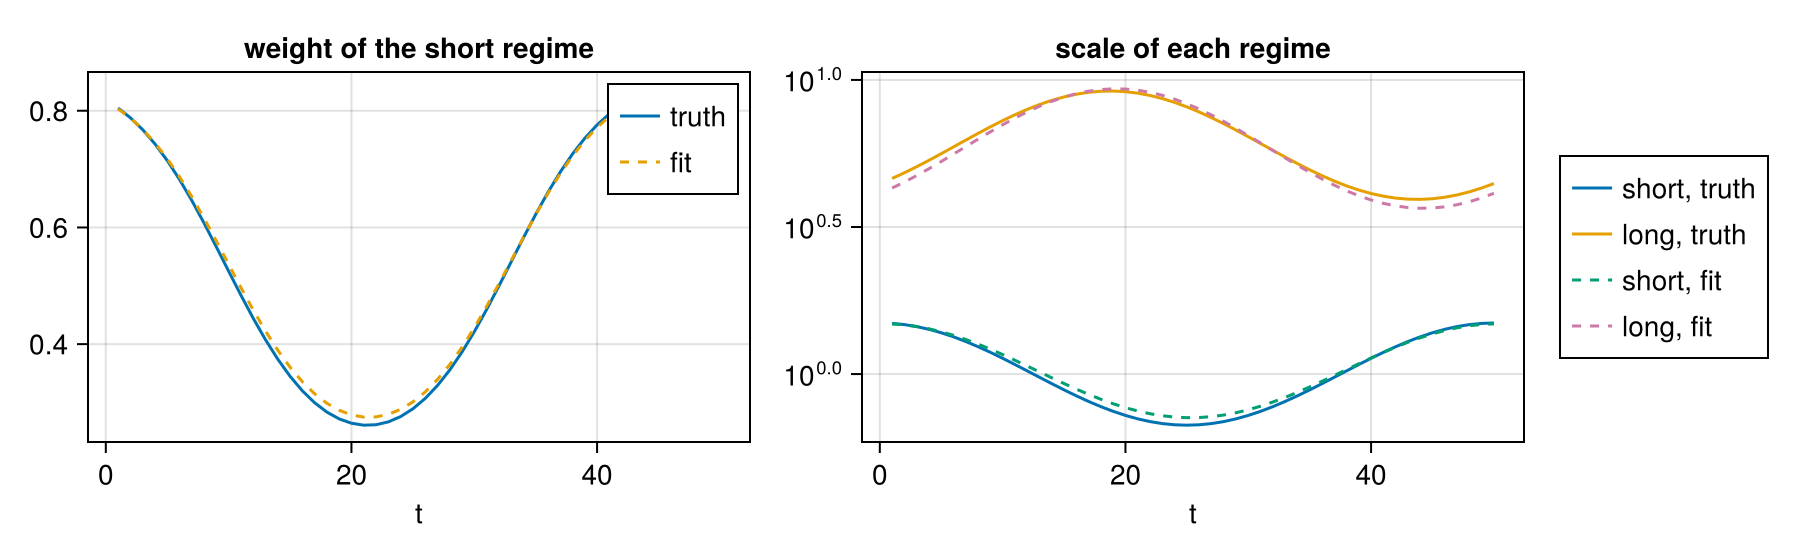 weight of the short regime
0.8
0.6
0.4
0
20
40
t
truth
fit
scale of each regime
10^1.0
10^0.5
10^0.0
0
20
40
t
short, truth
long, truth
short, fit
long, fit